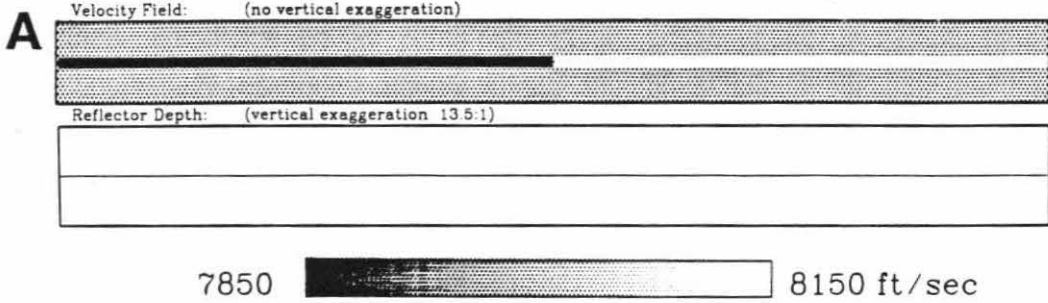 Velocity Field: (no vertical exaggeration)
A
Reflector Depth: (vertical exaggeration 13.5:1)
7850 8150 ft/sec